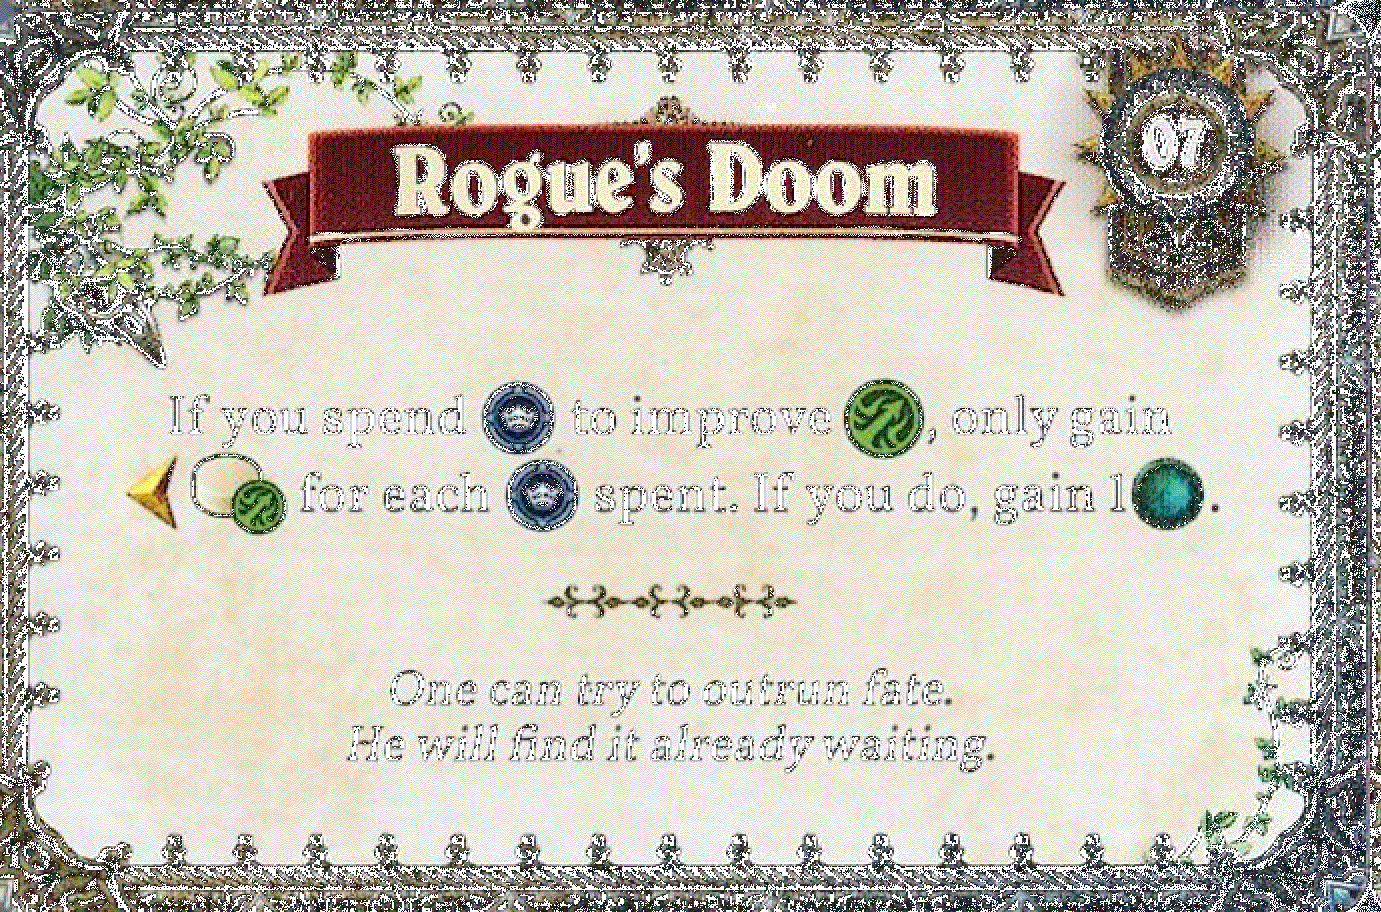 Rogue's Doom
07
If you spend to improve , only gain
for each spent. If you do, gain 1 .
One can try to outrun fate.
He will find it already waiting.